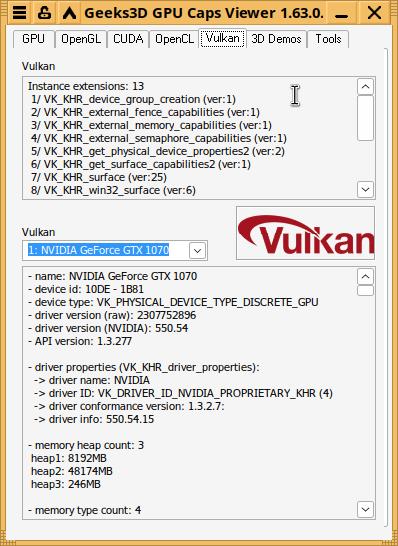 Geeks3D GPU Caps Viewer 1.63.0.
GPU OpenGL CUDA OpenCL Vulkan 3D Demos Tools
Vulkan
Instance extensions: 13
1/ VK_KHR_device_group_creation (ver:1)
2/ VK_KHR_external_fence_capabilities (ver:1)
3/ VK_KHR_external_memory_capabilities (ver:1)
4/ VK_KHR_external_semaphore_capabilities (ver:1)
5/ VK_KHR_get_physical_device_properties2 (ver:2)
6/ VK_KHR_get_surface_capabilities2 (ver:1)
7/ VK_KHR_surface (ver:25)
8/ VK_KHR_win32_surface (ver:6)
Vulkan
Vulkan
1: NVIDIA GeForce GTX 1070
- name: NVIDIA GeForce GTX 1070
- device id: 10DE - 1B81
- device type: VK_PHYSICAL_DEVICE_TYPE_DISCRETE_GPU
- driver version (raw): 2307752896
- driver version (NVIDIA): 550.54
- API version: 1.3.277
- driver properties (VK_KHR_driver_properties):
-> driver name: NVIDIA
-> driver ID: VK_DRIVER_ID_NVIDIA_PROPRIETARY_KHR (4)
-> driver conformance version: 1.3.2.7:
-> driver info: 550.54.15
- memory heap count: 3
heap1: 8192MB
heap2: 48174MB
heap3: 246MB
- memory type count: 4